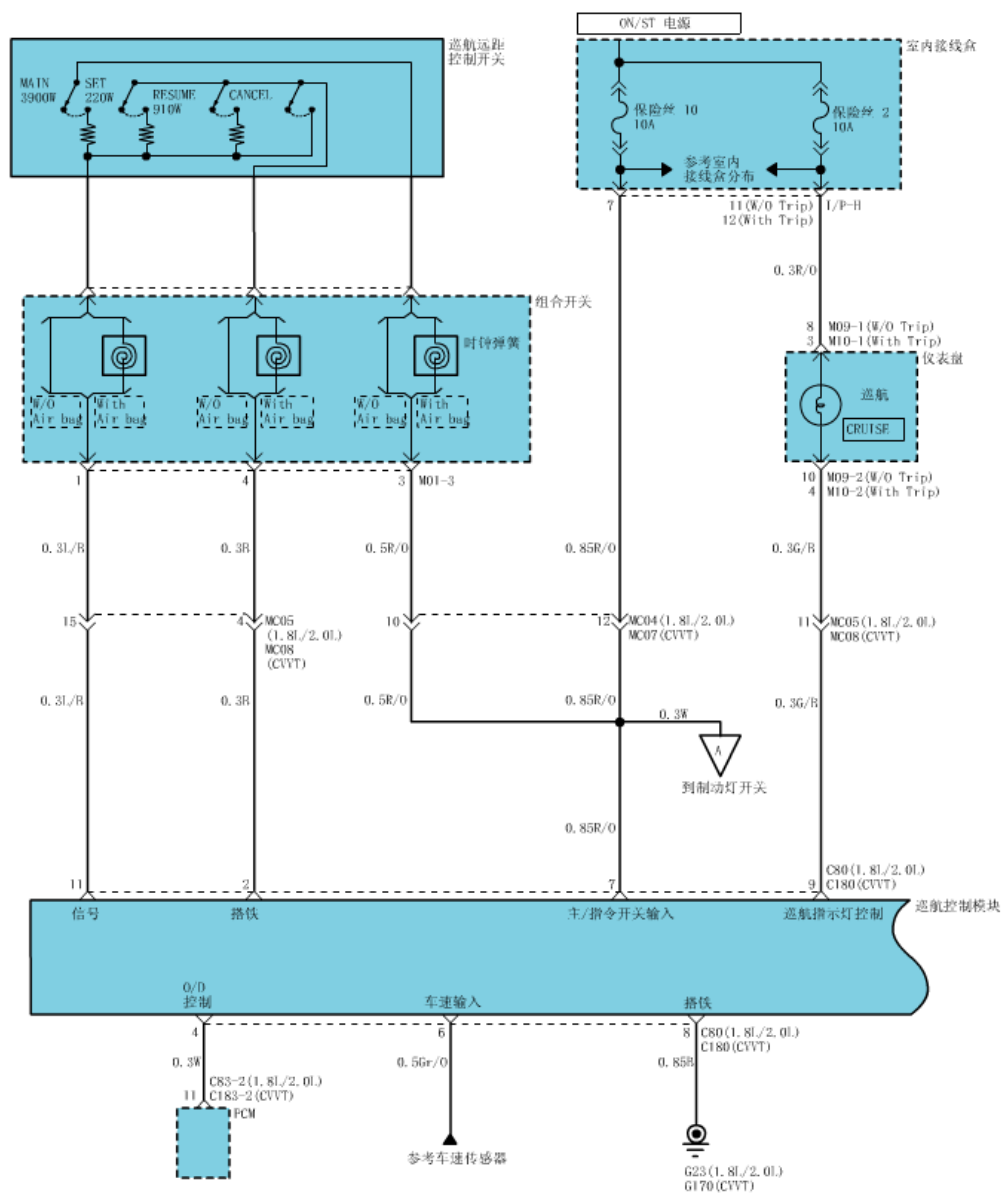 ON/ST 电源
巡航远距
控制开关
室内接线盒
MAIN
3900W
SET
220W
RESUME
910W
CANCEL
保险丝 10
10A
保险丝 2
10A
参考室内
接线盒分布
7
11(W/O Trip)
12(With Trip)
I/P-H
0.3R/O
组合开关
时钟弹簧
8
M09-1(W/O Trip)
3
M10-1(With Trip)
仪表盘
巡航
CRUISE
W/O
Air bag
With
Air bag
W/O
Air bag
With
Air bag
W/O
Air bag
With
Air bag
1
4
3
M01-3
10
M09-2(W/O Trip)
4
M10-2(With Trip)
0.3L/B
0.3B
0.5R/O
0.85R/O
0.3G/B
15
4
MC05
(1.8L/2.0L)
MC08
(CVVT)
10
12
MC04(1.8L/2.0L)
MC07(CVVT)
11
MC05(1.8L/2.0L)
MC08(CVVT)
0.3L/B
0.3B
0.5R/O
0.85R/O
0.3W
0.3G/B
A
到制动灯开关
0.85R/O
11
2
7
9
C80(1.8L/2.0L)
C180(CVVT)
信号
搭铁
主/指令开关输入
巡航指示灯控制
巡航控制模块
O/D
控制
车速输入
搭铁
4
6
8
C80(1.8L/2.0L)
C180(CVVT)
0.3W
0.5Gr/O
0.85B
C83-2(1.8L/2.0L)
11
C183-2(CVVT)
PCM
参考车速传感器
G23(1.8L/2.0L)
G170(CVVT)